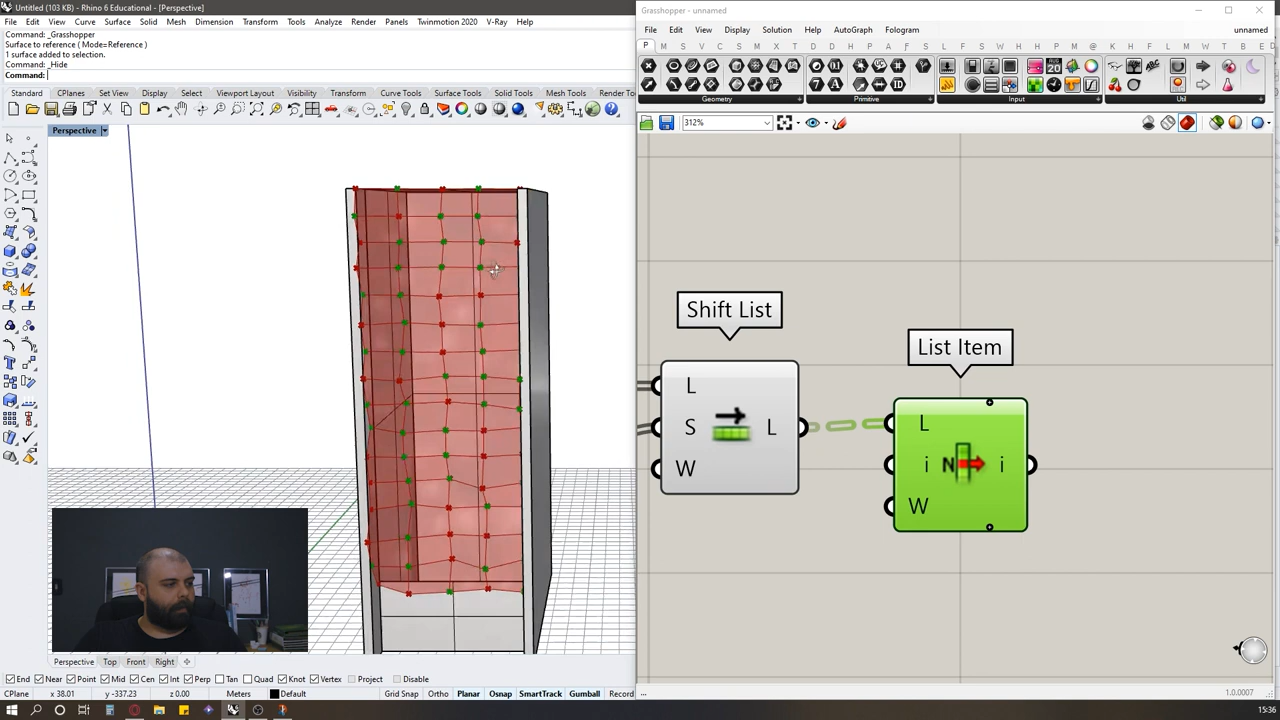 Untitled (103 KB) - Rhino 6 Educational - [Perspective]
File Edit View Curve Surface Solid Mesh Dimension Transform Tools Analyze Render Panels Twinmotion 2020 V-Ray Help
Command: _Grasshopper
Surface to reference ( Mode=Reference )
1 surface added to selection.
Command: _Hide
Command:
Standard CPlanes Set View Display Select Viewport Layout Visibility Transform Curve Tools Surface Tools Solid Tools Mesh Tools Render To
Perspective
Perspective Top Front Right
End Near Point Mid Cen Int Perp Tan Quad Knot Vertex Project Disable
CPlane x 38.01 y -337.23 z 0.00 Meters Default Grid Snap Ortho Planar Osnap SmartTrack Gumball Record
Grasshopper - unnamed
File Edit View Display Solution Help AutoGraph Fologram unnamed
Geometry Primitive Input Util
312%
Shift List
L
S L
W
List Item
L
i N i
W
...
1.0.0007
15:36